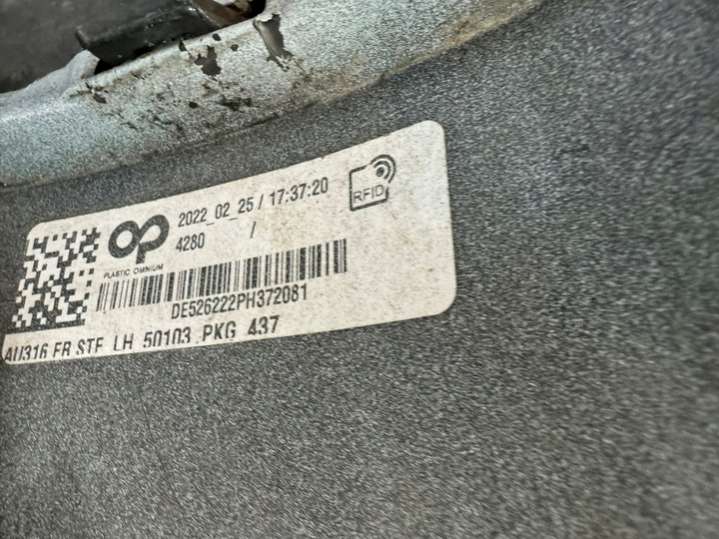 2022_02_25 / 17:37:20
4280 /
RFID
op
PLASTIC OMNIUM
DE526222PH372081
AU316 FR STF LH 50103 PKG 437